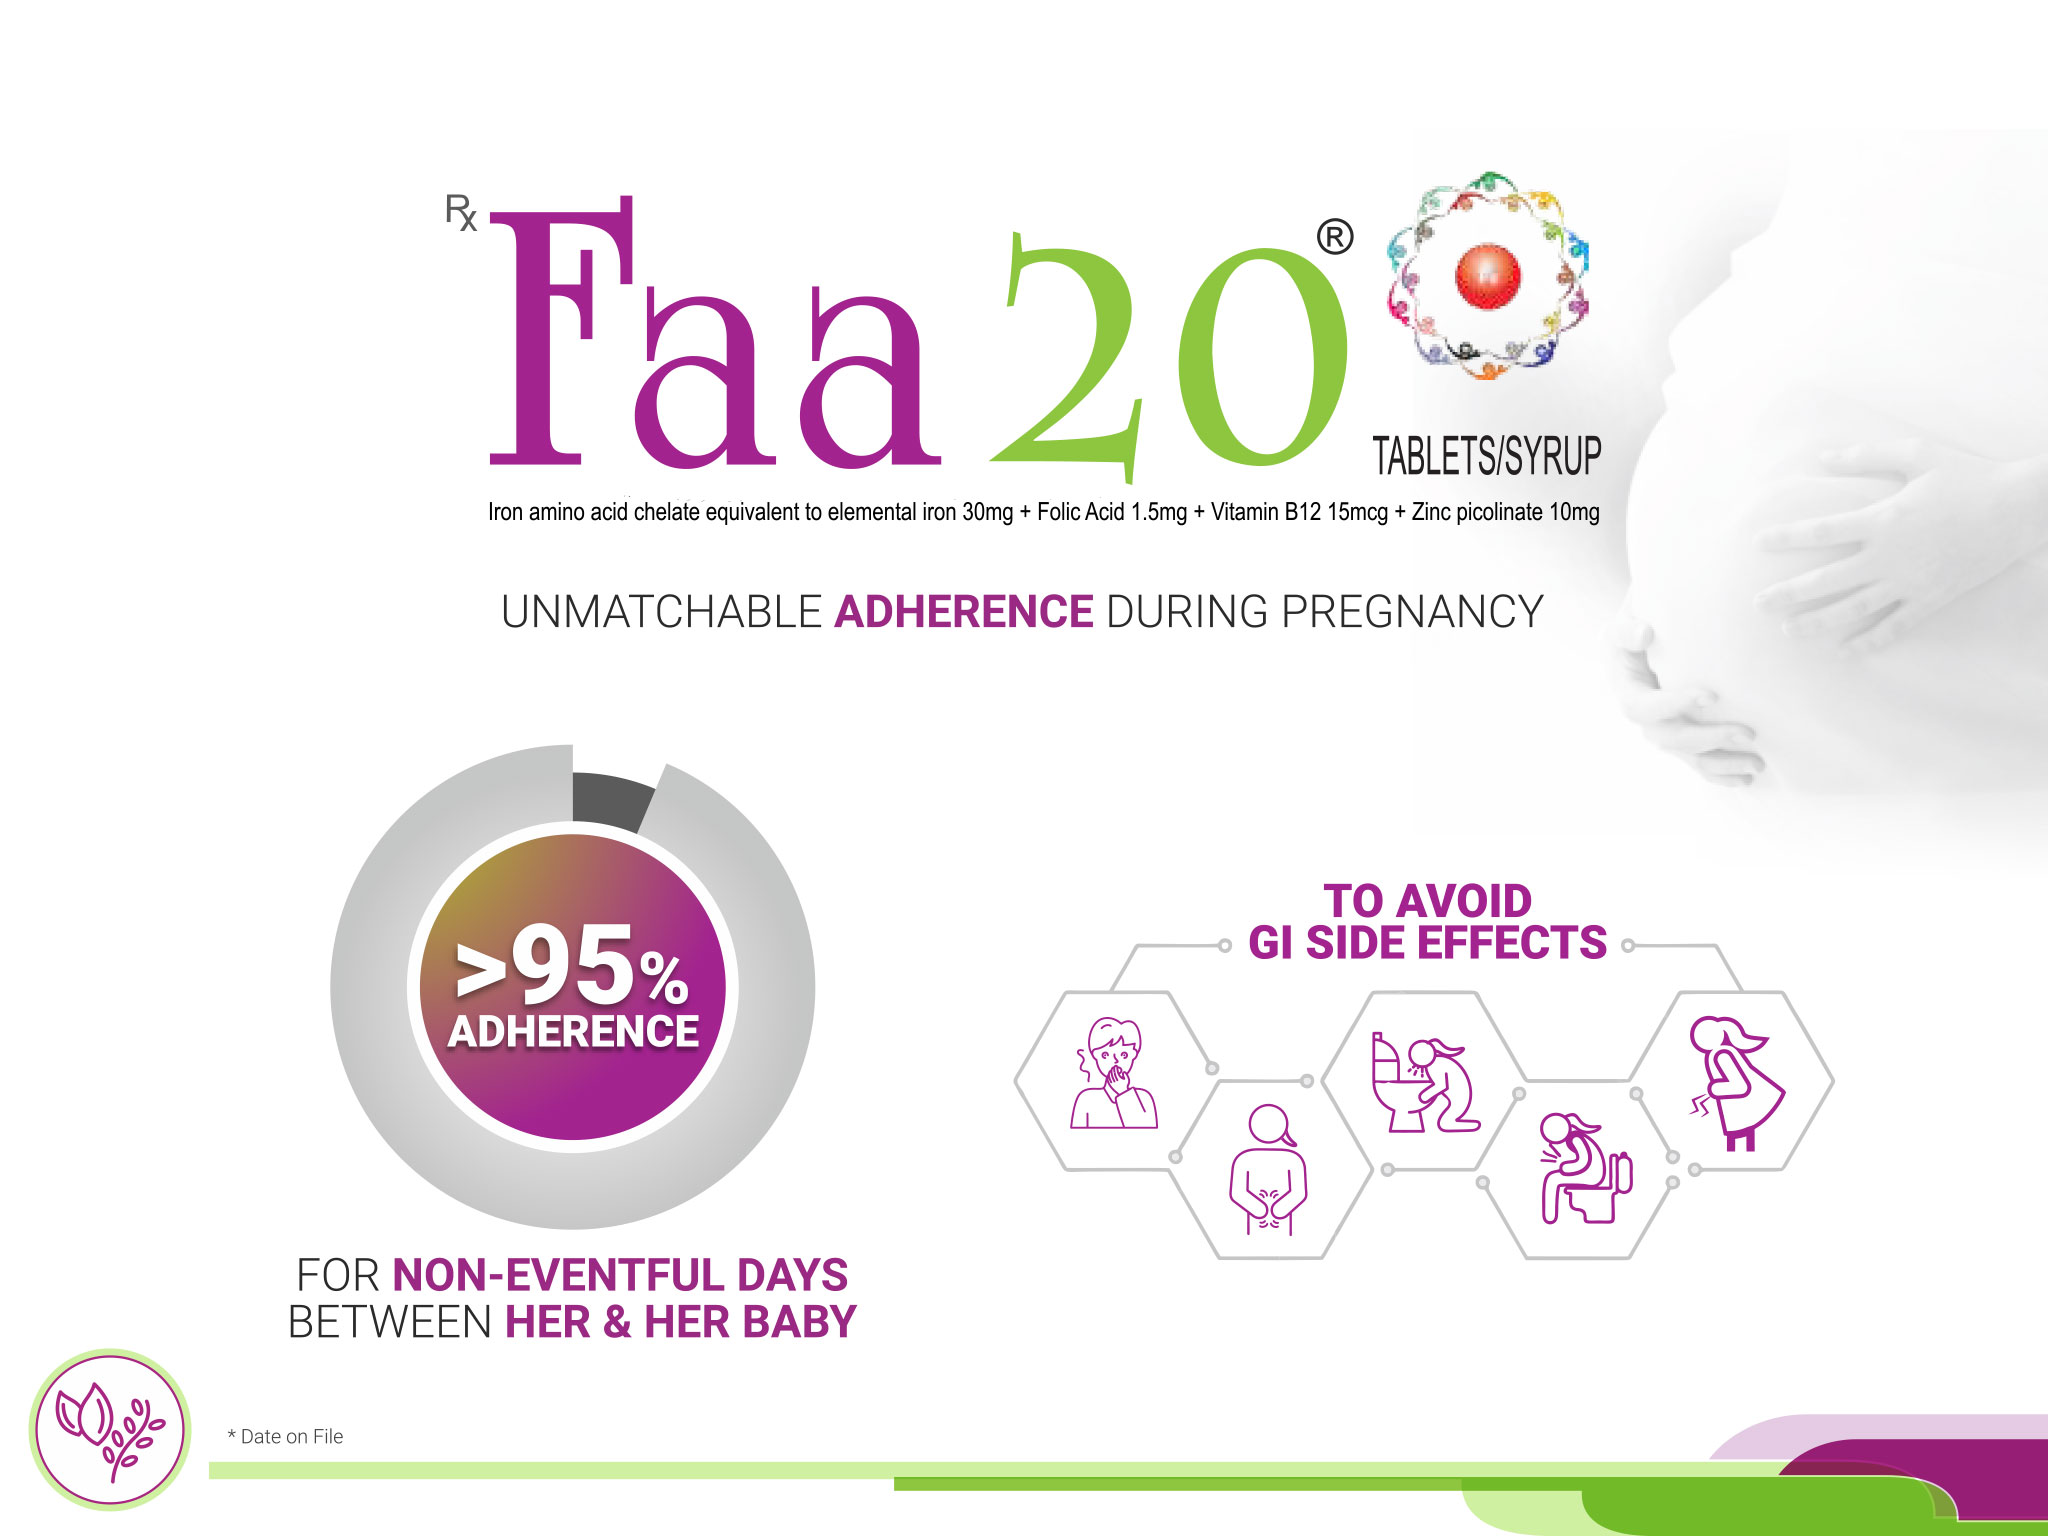 Rx
Faa 20®
TABLETS/SYRUP
Iron amino acid chelate equivalent to elemental iron 30mg + Folic Acid 1.5mg + Vitamin B12 15mcg + Zinc picolinate 10mg
UNMATCHABLE ADHERENCE DURING PREGNANCY
>95%
ADHERENCE
FOR NON-EVENTFUL DAYS
BETWEEN HER & HER BABY
TO AVOID
GI SIDE EFFECTS
* Date on File